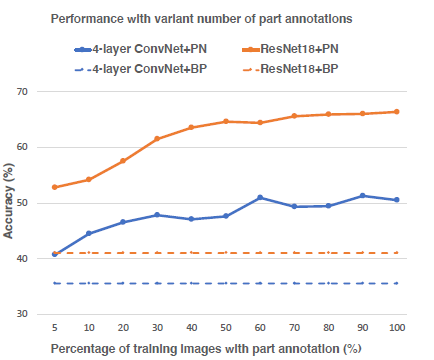 Performance with variant number of part annotations
4-layer ConvNet+PN ResNet18+PN
4-layer ConvNet+BP ResNet18+BP
70
60
50
40
30
Accuracy (%)
5 10 20 30 40 50 60 70 80 90 100
Percentage of training images with part annotation (%)